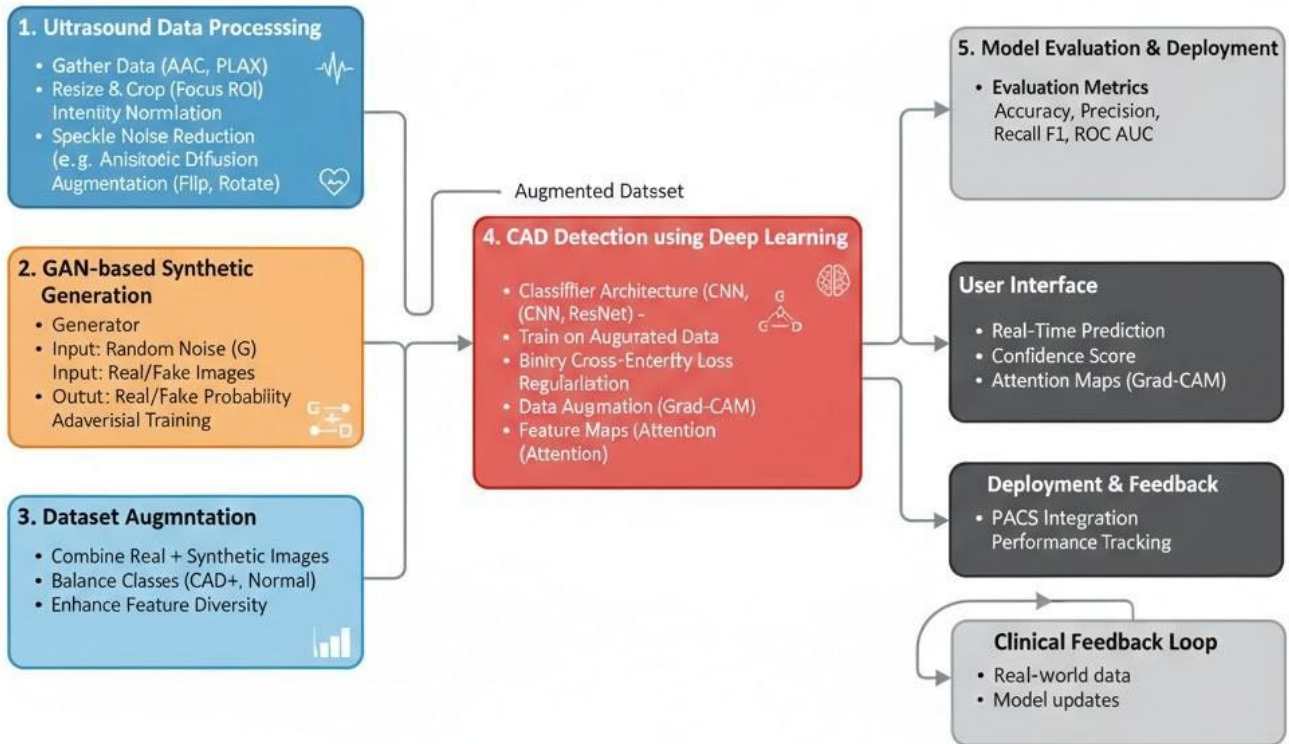 1. Uttrasound Data Processsing
• Gather Data (AAC, PLAX)
• Resize & Crop (Focus ROI)
Intentity Normlation
• Speckle Noise Reduction
(e.g. Anisitoeic Difusion
Augmentation (Flip, Rotate)
2. GAN-based Synthetic
Generation
• Generator
• Input: Random Noise (G)
Input: Real/Fake Images
• Outut: Real/Fake Probability
Adaverisial Training
G
D
3. Dataset Augmntation
• Combine Real + Synthetic Images
• Balance Classes (CAD+, Normal)
• Enhance Feature Diversity
Augmented Datsset
4. CAD Detection using Deep Learning
• Classifier Architecture (CNN,
(CNN, ResNet) -
• Train on Augurated Data
• Biniry Cross-Entertty Loss
Regulariation
• Data Augmation (Grad-CAM)
• Feature Maps (Attention
(Attention)
G
G D
5. Model Evaluation & Deployment
• Evaluation Metrics
Accuracy, Precision,
Recall F1, ROC AUC
User Interface
• Real-Time Prediction
• Confidence Score
• Attention Maps (Grad-CAM)
Deployment & Feedback
• PACS Integration
Performance Tracking
Clinical Feedback Loop
• Real-world data
• Model updates